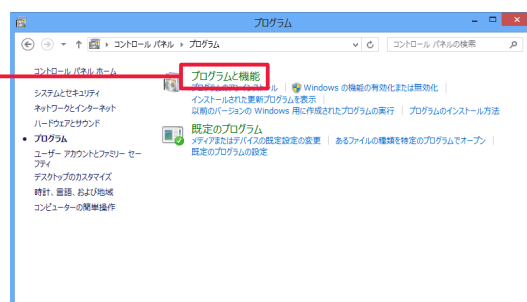 プログラム
コントロール パネル ▸ プログラム
コントロール パネルの検索
コントロール パネル ホーム
システムとセキュリティ
ネットワークとインターネット
ハードウェアとサウンド
プログラム
ユーザー アカウントとファミリー セー
フティ
デスクトップのカスタマイズ
時計、言語、および地域
コンピューターの簡単操作
プログラムと機能
プログラムのアンインストール | Windows の機能の有効化または無効化
インストールされた更新プログラムを表示
以前のバージョンの Windows 用に作成されたプログラムの実行 | プログラムのインストール方法
既定のプログラム
メディアまたはデバイスの既定設定の変更 | あるファイルの種類を特定のプログラムでオープン
既定のプログラムの設定